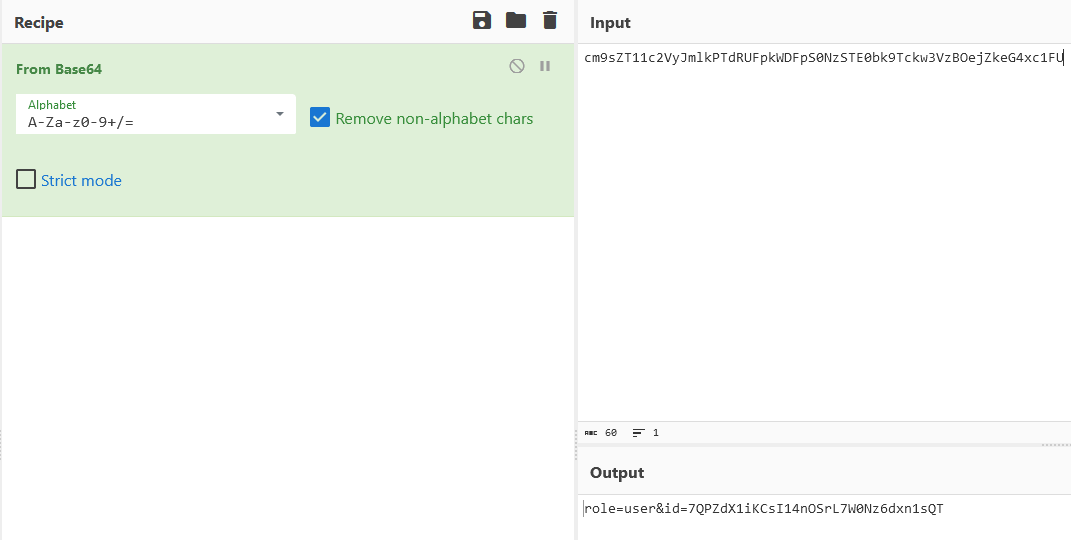 Recipe
From Base64
Alphabet
A-Za-z0-9+/=
Remove non-alphabet chars
Strict mode
Input
cm9sZT11c2VyJmlkPTdRUFpkWDFpS0NzSTE0bk9Tckw3VzBOejZkeG4xc1FU
ABC 60 1
Output
role=user&id=7QPZdX1iKCsI14nOSrL7W0Nz6dxn1sQT